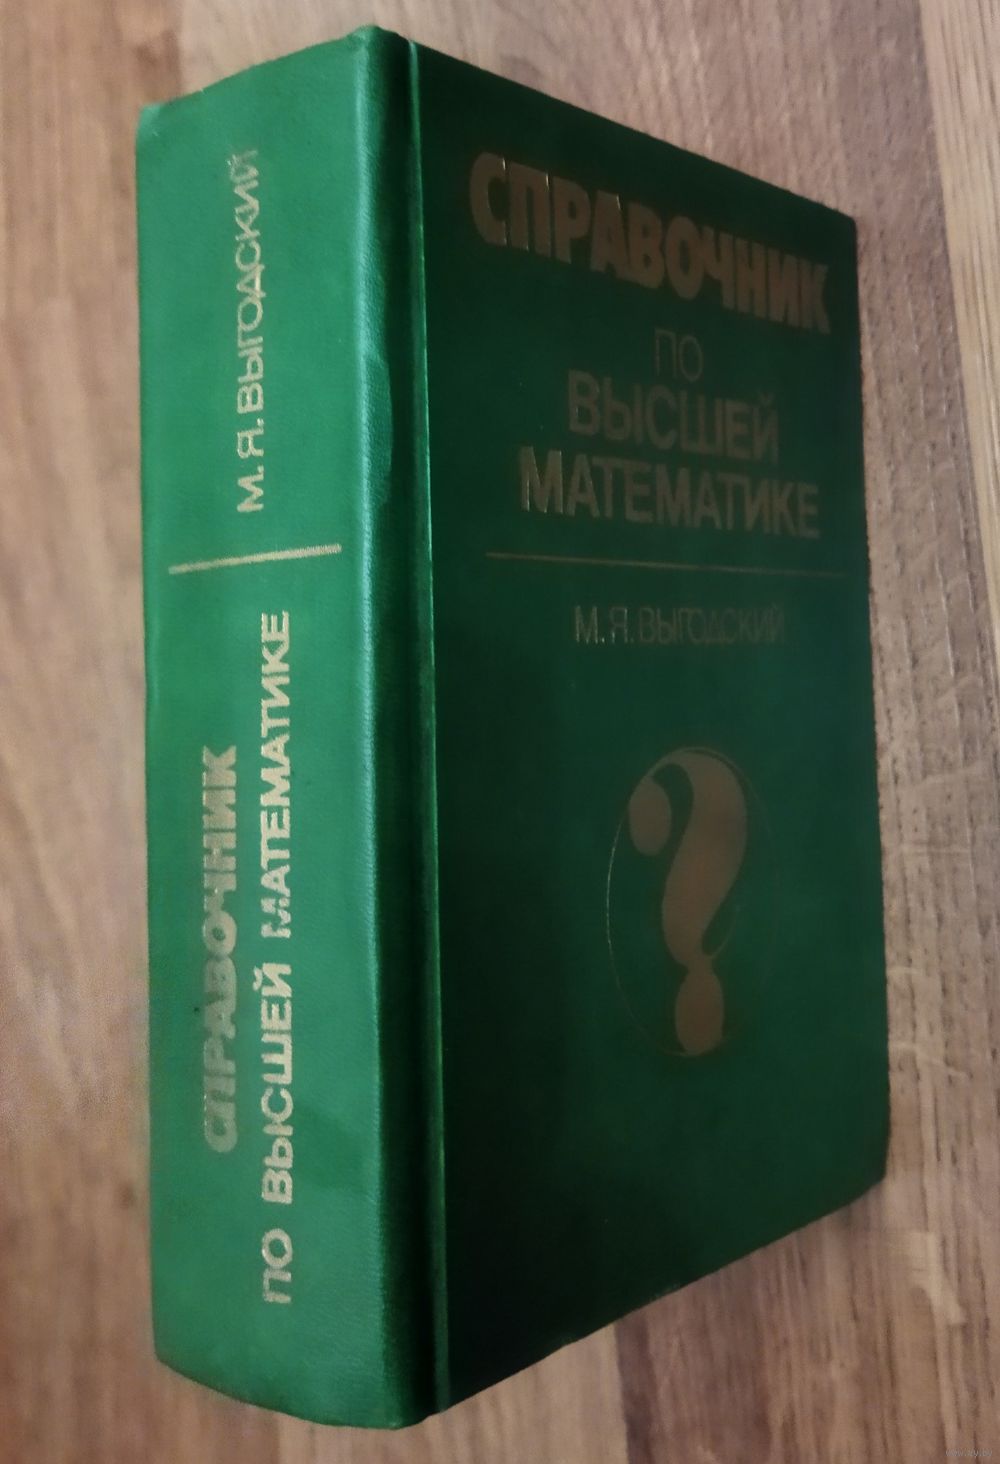 М.Я.ВЫГОДСКИЙ
СПРАВОЧНИК
ПО ВЫСШЕЙ МАТЕМАТИКЕ
СПРАВОЧНИК
ПО
ВЫСШЕЙ
МАТЕМАТИКЕ
М.Я.ВЫГОДСКИЙ
?